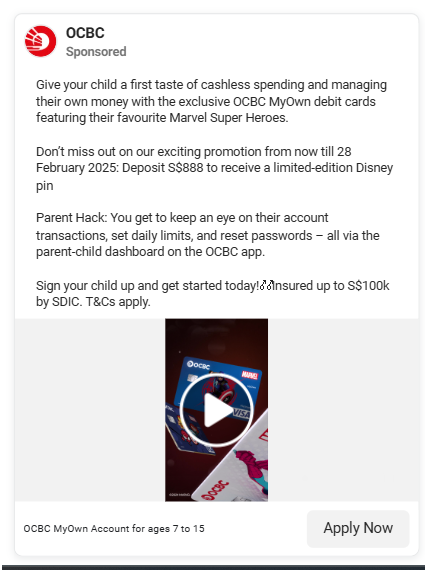 OCBC
Sponsored
Give your child a first taste of cashless spending and managing
their own money with the exclusive OCBC MyOwn debit cards
featuring their favourite Marvel Super Heroes.
Don’t miss out on our exciting promotion from now till 28
February 2025: Deposit S$888 to receive a limited-edition Disney
pin
Parent Hack: You get to keep an eye on their account
transactions, set daily limits, and reset passwords – all via the
parent-child dashboard on the OCBC app.
Sign your child up and get started today!Insured up to S$100k
by SDIC. T&Cs apply.
OCBC
MARVEL
VISA
OCBC
OCBC MyOwn Account for ages 7 to 15
Apply Now